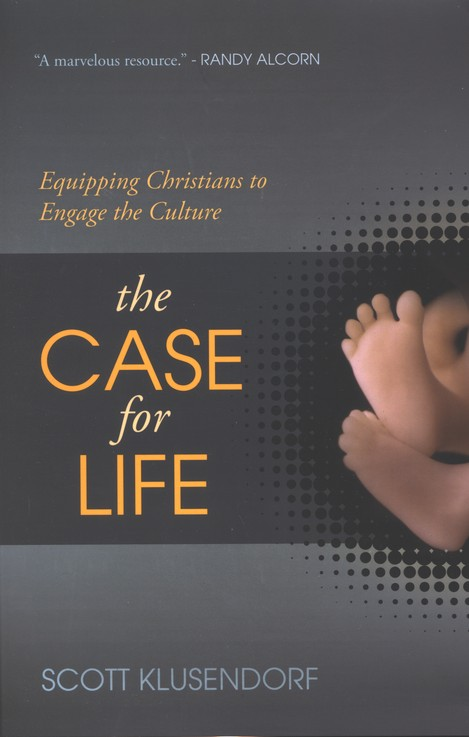 “A marvelous resource.” - RANDY ALCORN
Equipping Christians to
Engage the Culture
the
CASE
for
LIFE
SCOTT KLUSENDORF